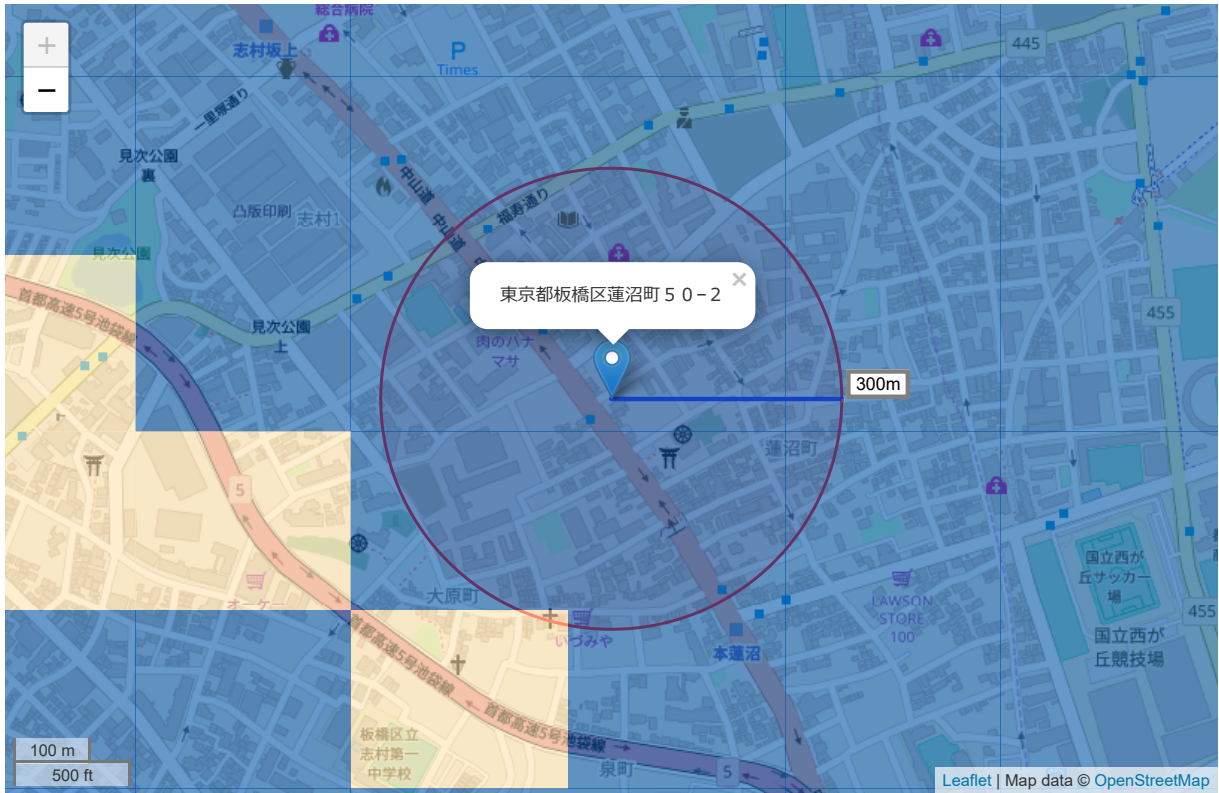 +
−
総合病院
志村坂上
P
Times
445
一里塚通り
見次公園
裏
中山道
中山道
福寿通り
凸版印刷
志村1
見次公園
首都高速5号池袋線
見次公園
上
東京都板橋区蓮沼町５０−２
×
肉のハナ
マサ
300m
455
蓮沼町
5
国立西が
丘サッカー
場
オーケー
大原町
LAWSON
STORE
100
455
いづみや
本蓮沼
国立西が
丘競技場
首都高速5号池袋線
首都高速5号池袋線
板橋区立
志村第一
中学校
泉町
5
100 m
500 ft
Leaflet | Map data © OpenStreetMap